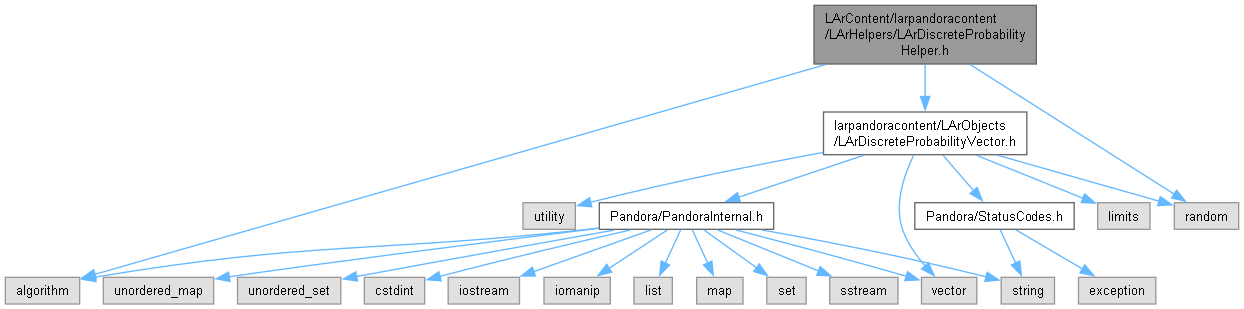 LArContent/larpandoracontent
/LArHelpers/LArDiscreteProbability
Helper.h
larpandoracontent/LArObjects
/LArDiscreteProbabilityVector.h
utility
Pandora/PandoraInternal.h
Pandora/StatusCodes.h
limits
random
algorithm
unordered_map
unordered_set
cstdint
iostream
iomanip
list
map
set
sstream
vector
string
exception